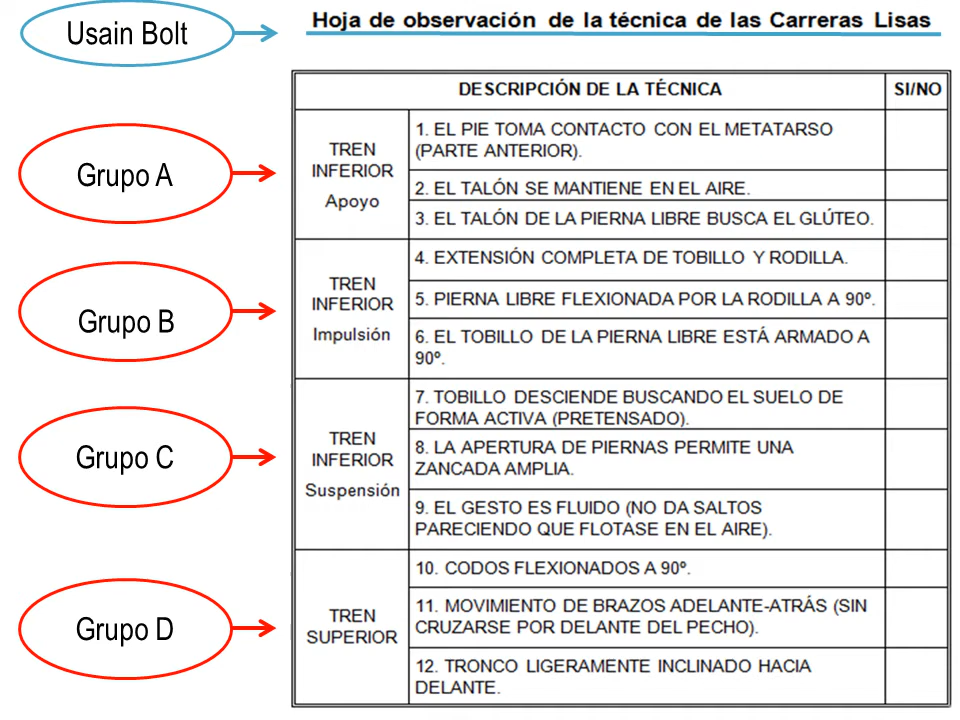 Usain Bolt
Hoja de observación de la técnica de las Carreras Lisas
DESCRIPCIÓN DE LA TÉCNICA
SI/NO
Grupo A
TREN
INFERIOR
Apoyo
1. EL PIE TOMA CONTACTO CON EL METATARSO
(PARTE ANTERIOR).
2. EL TALÓN SE MANTIENE EN EL AIRE.
3. EL TALÓN DE LA PIERNA LIBRE BUSCA EL GLÚTEO.
Grupo B
TREN
INFERIOR
Impulsión
4. EXTENSIÓN COMPLETA DE TOBILLO Y RODILLA.
5. PIERNA LIBRE FLEXIONADA POR LA RODILLA A 90º.
6. EL TOBILLO DE LA PIERNA LIBRE ESTÁ ARMADO A
90º.
Grupo C
TREN
INFERIOR
Suspensión
7. TOBILLO DESCIENDE BUSCANDO EL SUELO DE
FORMA ACTIVA (PRETENSADO).
8. LA APERTURA DE PIERNAS PERMITE UNA
ZANCADA AMPLIA.
9. EL GESTO ES FLUIDO (NO DA SALTOS
PARECIENDO QUE FLOTASE EN EL AIRE).
Grupo D
TREN
SUPERIOR
10. CODOS FLEXIONADOS A 90º.
11. MOVIMIENTO DE BRAZOS ADELANTE-ATRÁS (SIN
CRUZARSE POR DELANTE DEL PECHO).
12. TRONCO LIGERAMENTE INCLINADO HACIA
DELANTE.